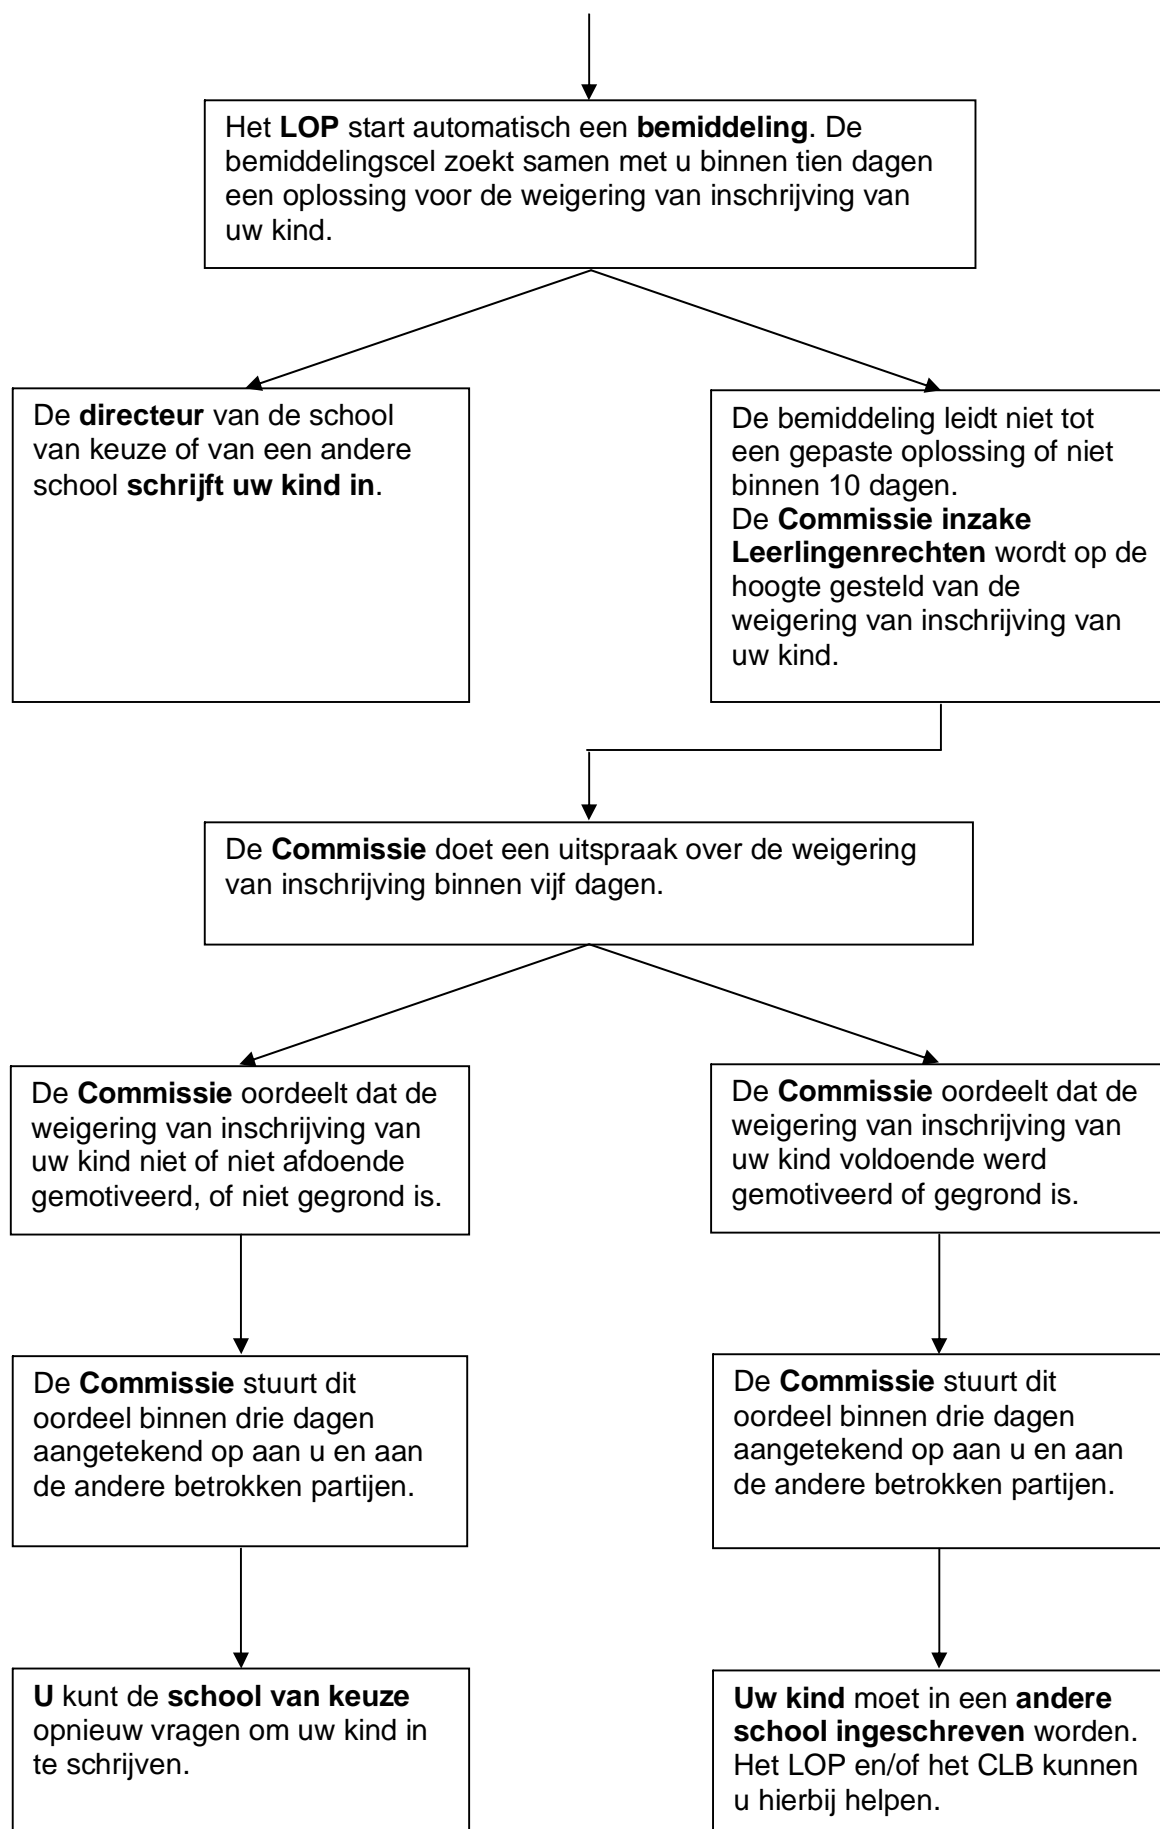 Het LOP start automatisch een bemiddeling. De
bemiddelingscel zoekt samen met u binnen tien dagen
een oplossing voor de weigering van inschrijving van
uw kind.
De directeur van de school
van keuze of van een andere
school schrijft uw kind in.
De bemiddeling leidt niet tot
een gepaste oplossing of niet
binnen 10 dagen.
De Commissie inzake
Leerlingenrechten wordt op de
hoogte gesteld van de
weigering van inschrijving van
uw kind.
De Commissie doet een uitspraak over de weigering
van inschrijving binnen vijf dagen.
De Commissie oordeelt dat de
weigering van inschrijving van
uw kind niet of niet afdoende
gemotiveerd, of niet gegrond is.
De Commissie oordeelt dat de
weigering van inschrijving van
uw kind voldoende werd
gemotiveerd of gegrond is.
De Commissie stuurt dit
oordeel binnen drie dagen
aangetekend op aan u en aan
de andere betrokken partijen.
De Commissie stuurt dit
oordeel binnen drie dagen
aangetekend op aan u en aan
de andere betrokken partijen.
U kunt de school van keuze
opnieuw vragen om uw kind in
te schrijven.
Uw kind moet in een andere
school ingeschreven worden.
Het LOP en/of het CLB kunnen
u hierbij helpen.